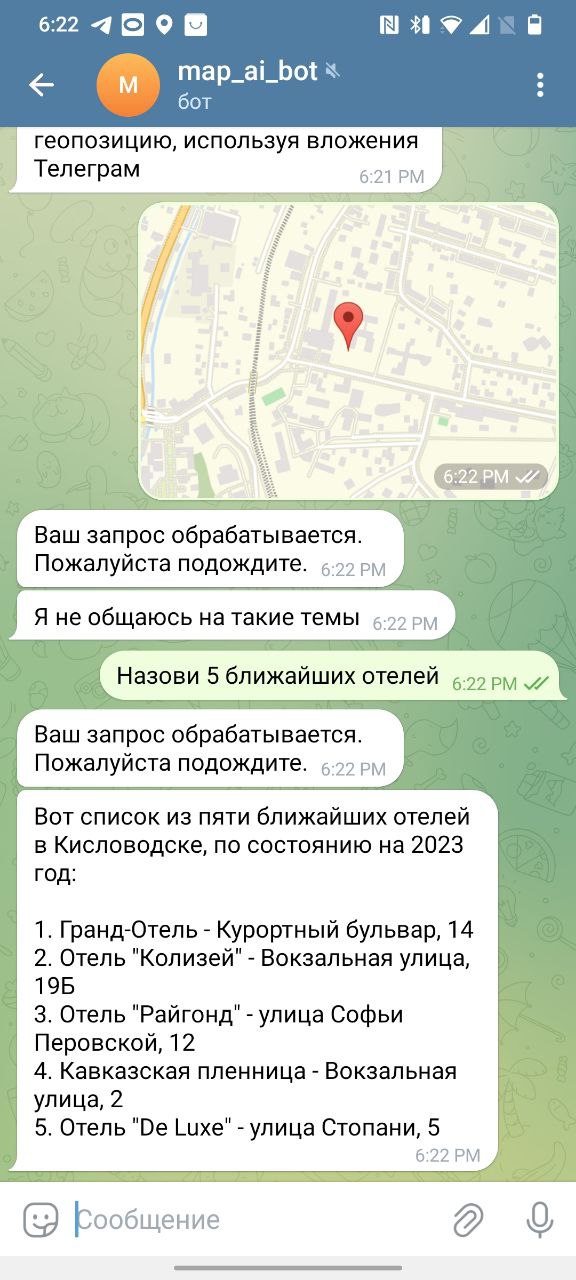 6:22
M
map_ai_bot
бот
геопозицию, используя вложения
Телеграм
6:21 PM
6:22 PM
Ваш запрос обрабатывается.
Пожалуйста подождите. 6:22 PM
Я не общаюсь на такие темы 6:22 PM
Назови 5 ближайших отелей 6:22 PM
Ваш запрос обрабатывается.
Пожалуйста подождите. 6:22 PM
Вот список из пяти ближайших отелей
в Кисловодске, по состоянию на 2023
год:
1. Гранд-Отель - Курортный бульвар, 14
2. Отель "Колизей" - Вокзальная улица,
19Б
3. Отель "Райгонд" - улица Софьи
Перовской, 12
4. Кавказская пленница - Вокзальная
улица, 2
5. Отель "De Luxe" - улица Стопани, 5
6:22 PM
Сообщение